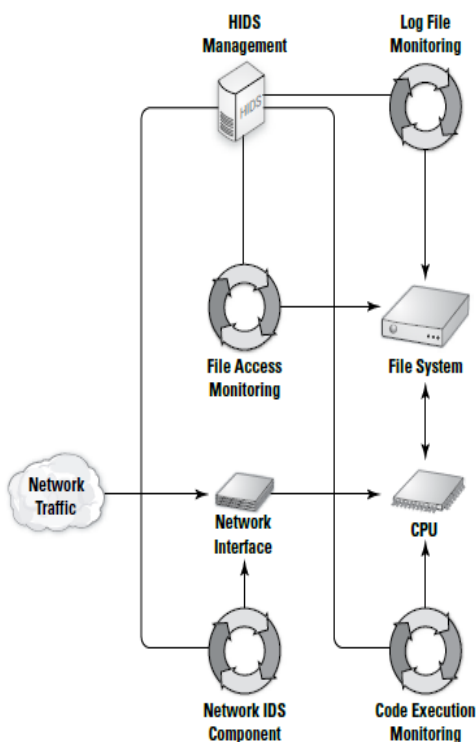 HIDS
Management
Log File
Monitoring
HIDS
File Access
Monitoring
File System
Network
Traffic
Network
Interface
CPU
Network IDS
Component
Code Execution
Monitoring